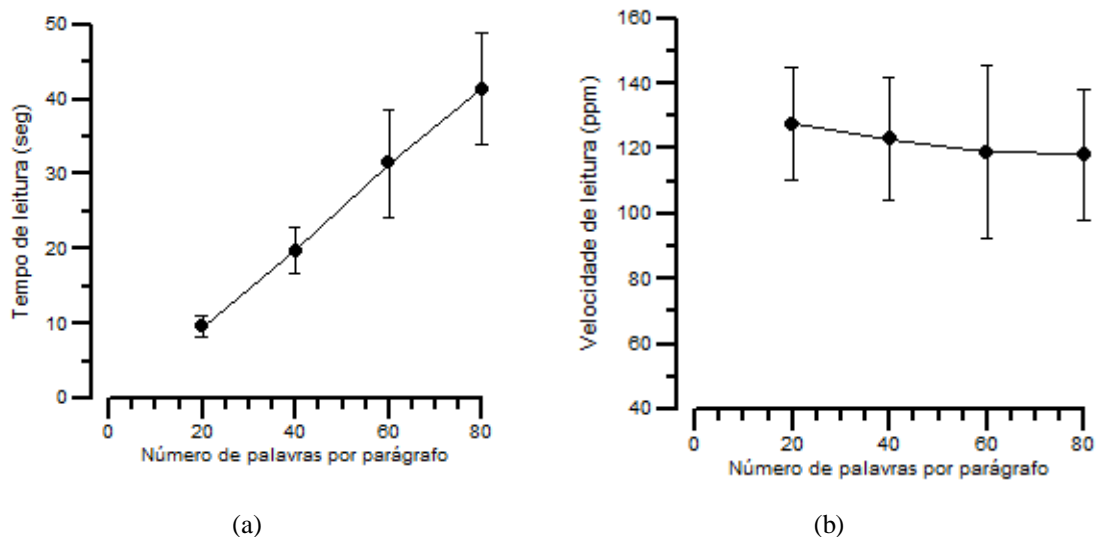 50
40
30
20
10
0
Tempo de leitura (seg)
0 20 40 60 80
Número de palavras por parágrafo
(a)
160
140
120
100
80
60
40
Velocidade de leitura (ppm)
0 20 40 60 80
Número de palavras por parágrafo
(b)